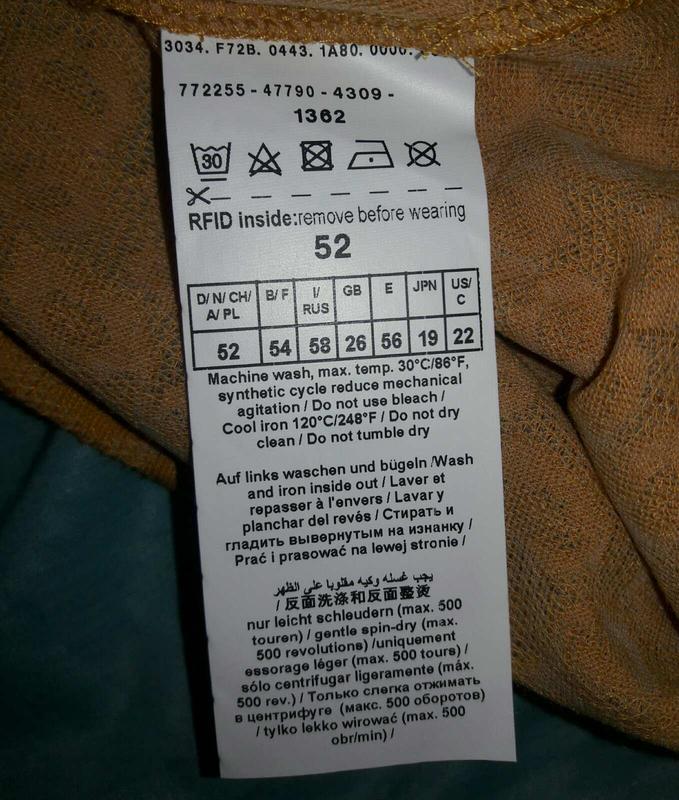 3034. F72B. 0443. 1A80. 0000.
772255 - 47790 - 4309 -
1362
30
RFID inside:remove before wearing
52
D/ N/ CH/ A/ PL B/ F I/ RUS GB E JPN US/ C
52 54 58 26 56 19 22
Machine wash, max. temp. 30°C/86°F,
synthetic cycle reduce mechanical
agitation / Do not use bleach /
Cool iron 120°C/248°F / Do not dry
clean / Do not tumble dry
Auf links waschen und bügeln /Wash
and iron inside out / Laver et
repasser à l'envers / Lavar y
planchar del revés / Стирать и
гладить вывернутым на изнанку /
Prać i prasować na lewej stronie /
يجب غسله وكيه مقلوبا على الظهر
/ 反面洗涤和反面整烫
nur leicht schleudern (max. 500
touren) / gentle spin-dry (max.
500 revolutions) /uniquement
essorage léger (max. 500 tours) /
sólo centrifugar ligeramente (máx.
500 rev.) / Только слегка отжимать
в центрифуге (макс. 500 оборотов)
/ tylko lekko wirować (max. 500
obr/min) /